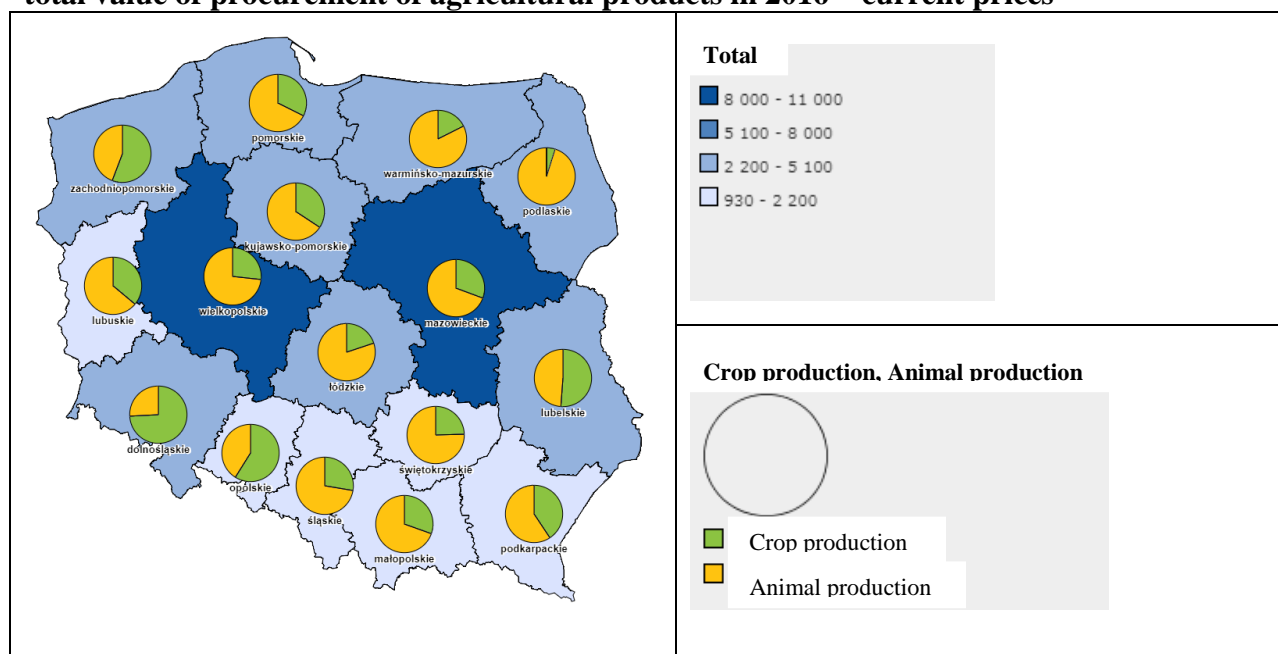 total value of procurement of agricultural products in 2016 – current prices
pomorskie
zachodniopomorskie
warmińsko-mazurskie
podlaskie
kujawsko-pomorskie
lubuskie
wielkopolskie
mazowieckie
łódzkie
lubelskie
dolnośląskie
opolskie
świętokrzyskie
śląskie
małopolskie
podkarpackie
Total
8 000 - 11 000
5 100 - 8 000
2 200 - 5 100
930 - 2 200
Crop production, Animal production
Crop production
Animal production